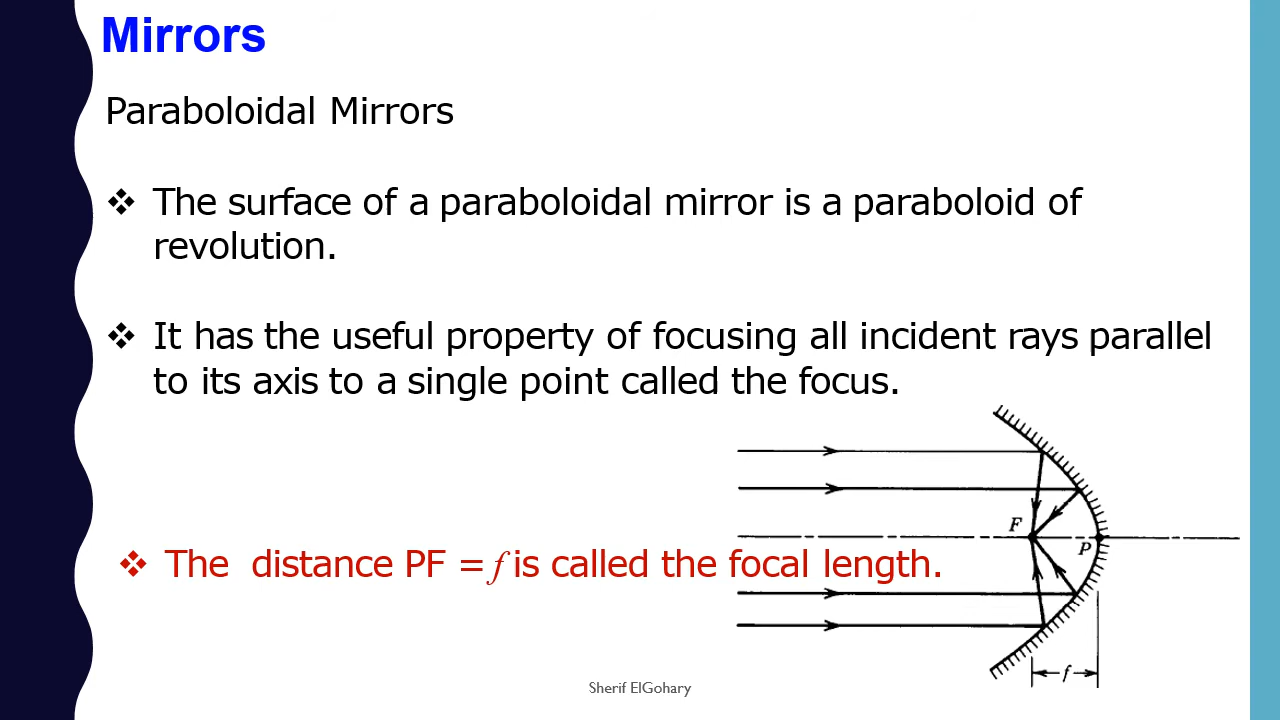 Mirrors
Paraboloidal Mirrors
❖ The surface of a paraboloidal mirror is a paraboloid of
revolution.
❖ It has the useful property of focusing all incident rays parallel
to its axis to a single point called the focus.
F
P
❖ The distance PF = f is called the focal length.
f
Sherif ElGohary